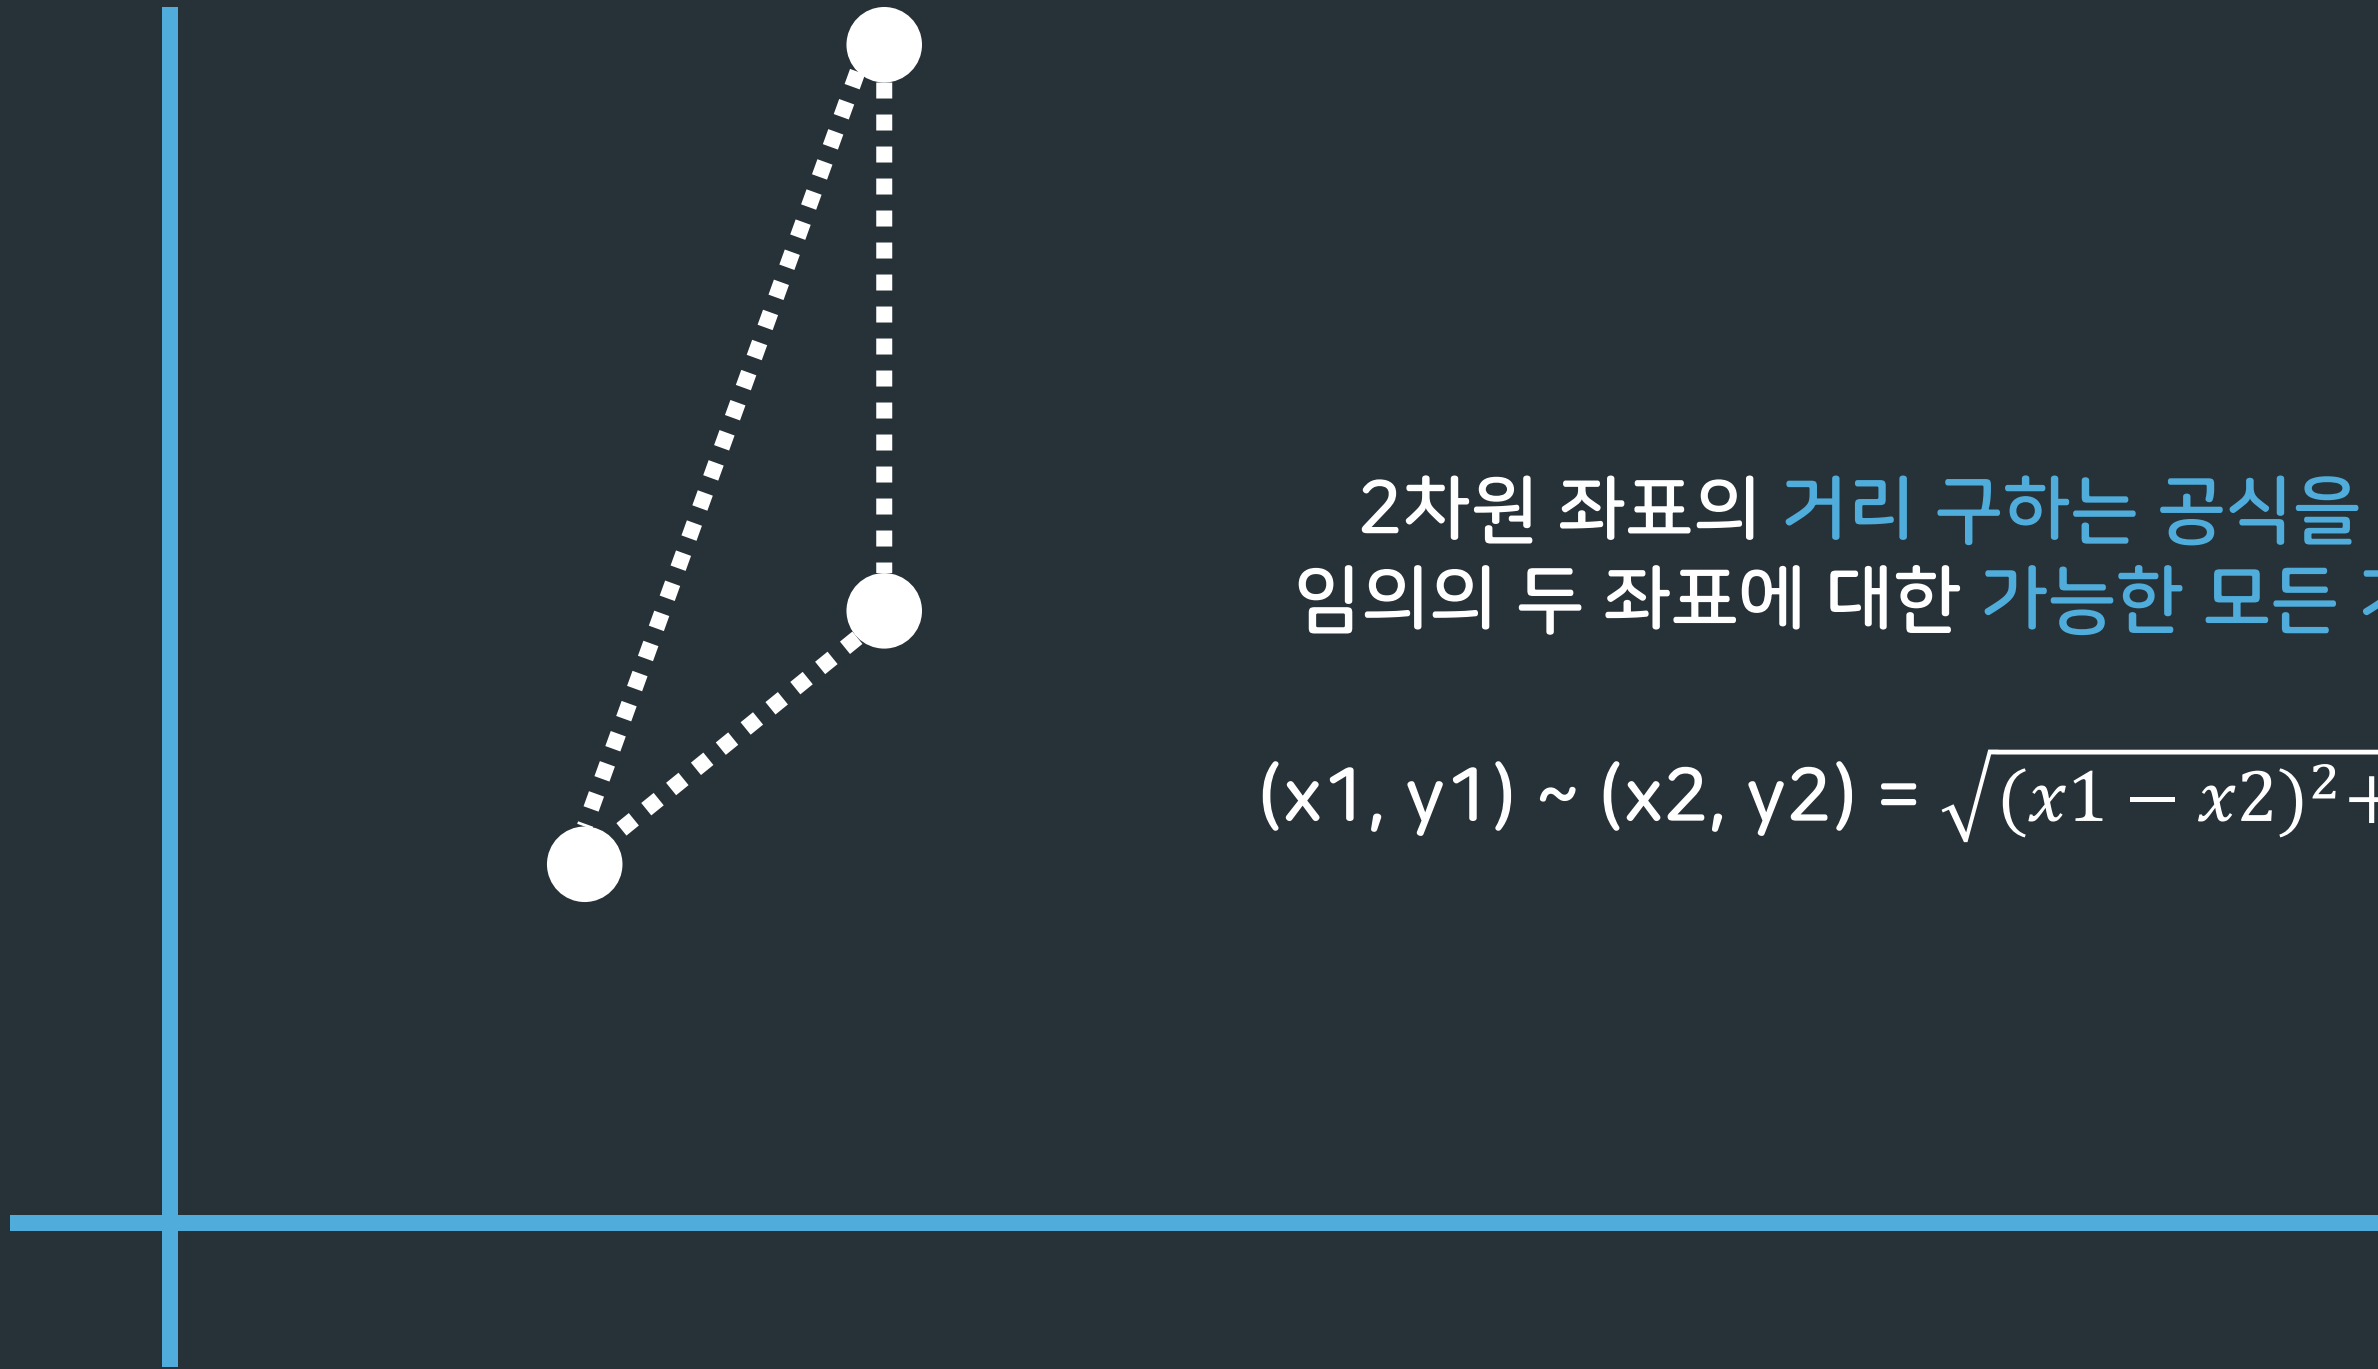 2차원 좌표의 거리 구하는 공식을
임의의 두 좌표에 대한 가능한 모든
(x1, y1) ~ (x2, y2) = √(x1 − x2)²+